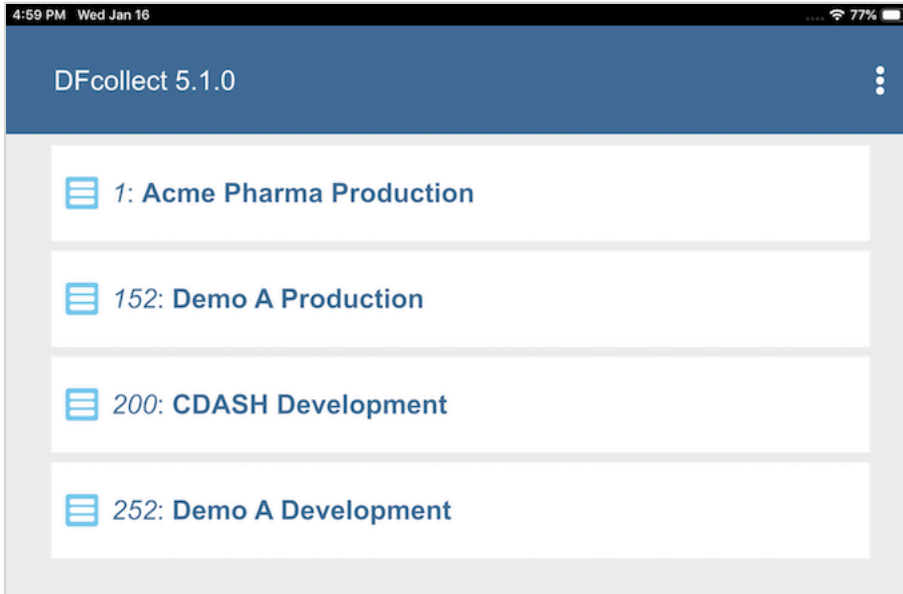 4:59 PM Wed Jan 16 77%
DFcollect 5.1.0
1: Acme Pharma Production
152: Demo A Production
200: CDASH Development
252: Demo A Development